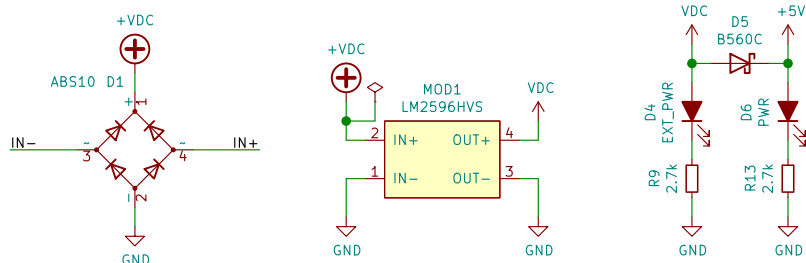 +VDC
ABS10 D1
+
1
IN-
~
3
~
4
IN+
-
2
GND
+VDC
MOD1
LM2596HVS
VDC
2
IN+
OUT+
4
1
IN-
OUT-
3
GND
GND
VDC
D5
B560C
+5V
D4
EXT_PWR
D6
PWR
R9
2.7k
R13
2.7k
GND
GND